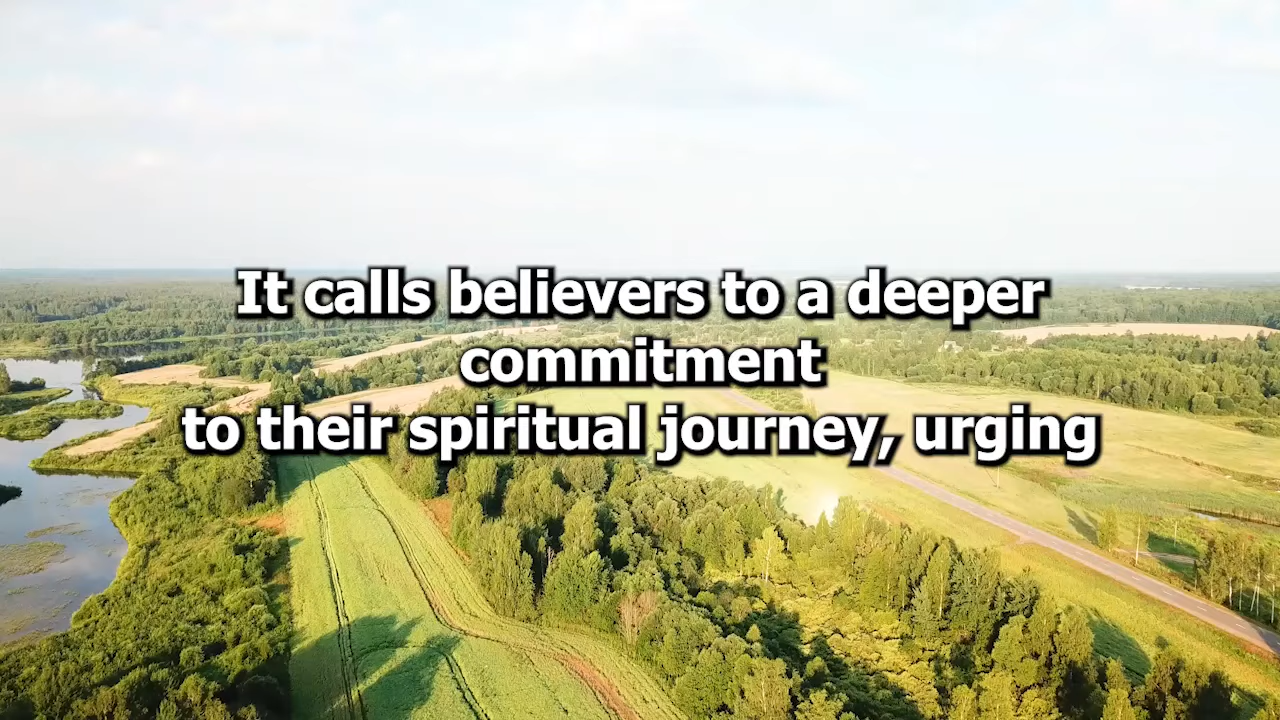 It calls believers to a deeper
commitment
to their spiritual journey, urging